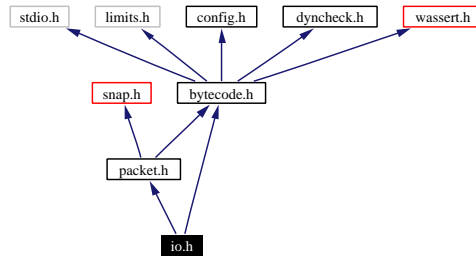 stdio.h limits.h config.h dyncheck.h wassert.h
snap.h bytecode.h
packet.h
io.h